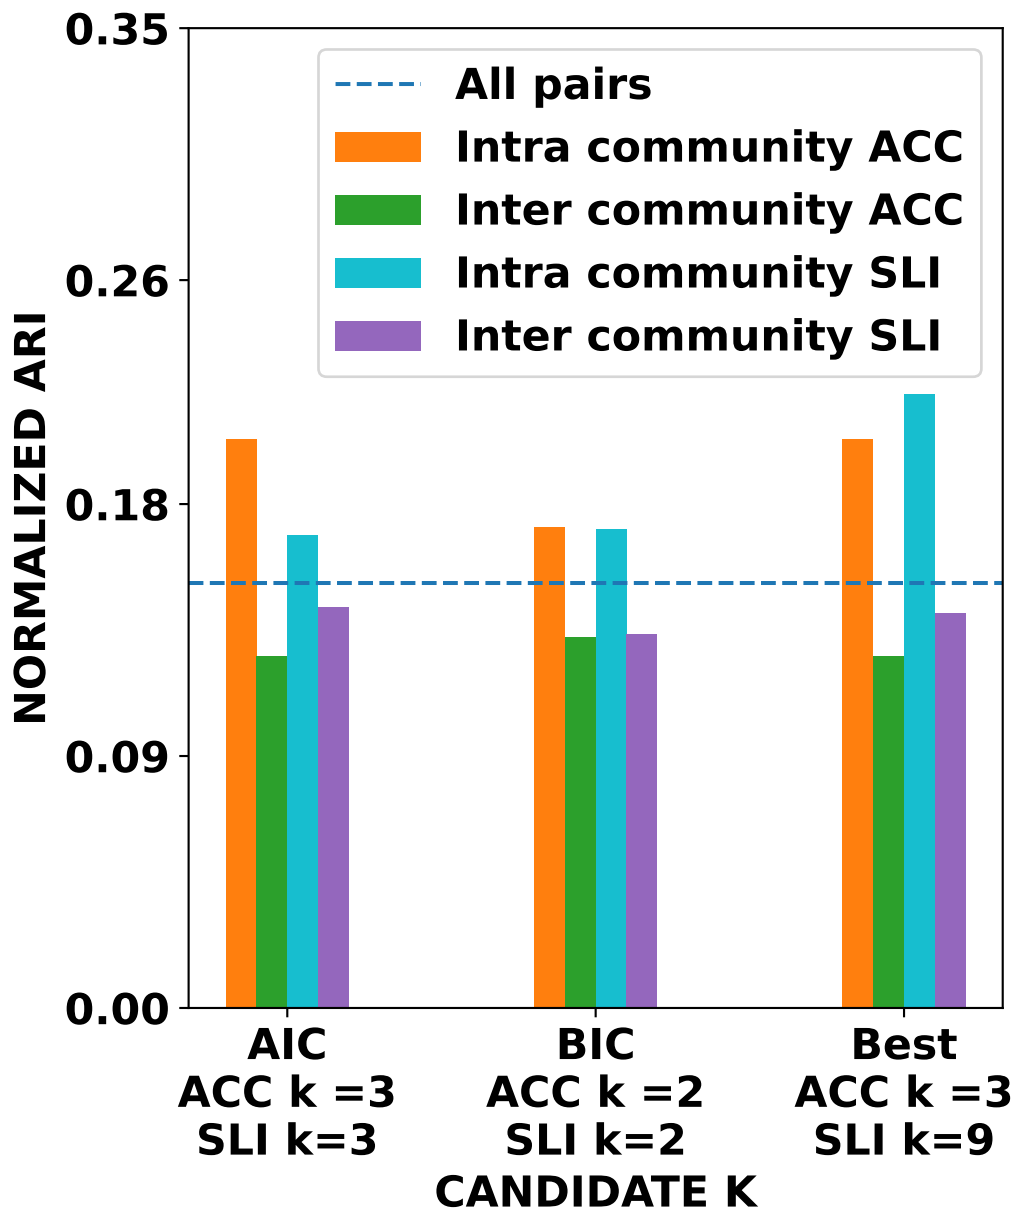 0.35
0.26
0.18
0.09
0.00
NORMALIZED ARI
All pairs
Intra community ACC
Inter community ACC
Intra community SLI
Inter community SLI
AIC
ACC k =3
SLI k=3
BIC
ACC k =2
SLI k=2
Best
ACC k =3
SLI k=9
CANDIDATE K